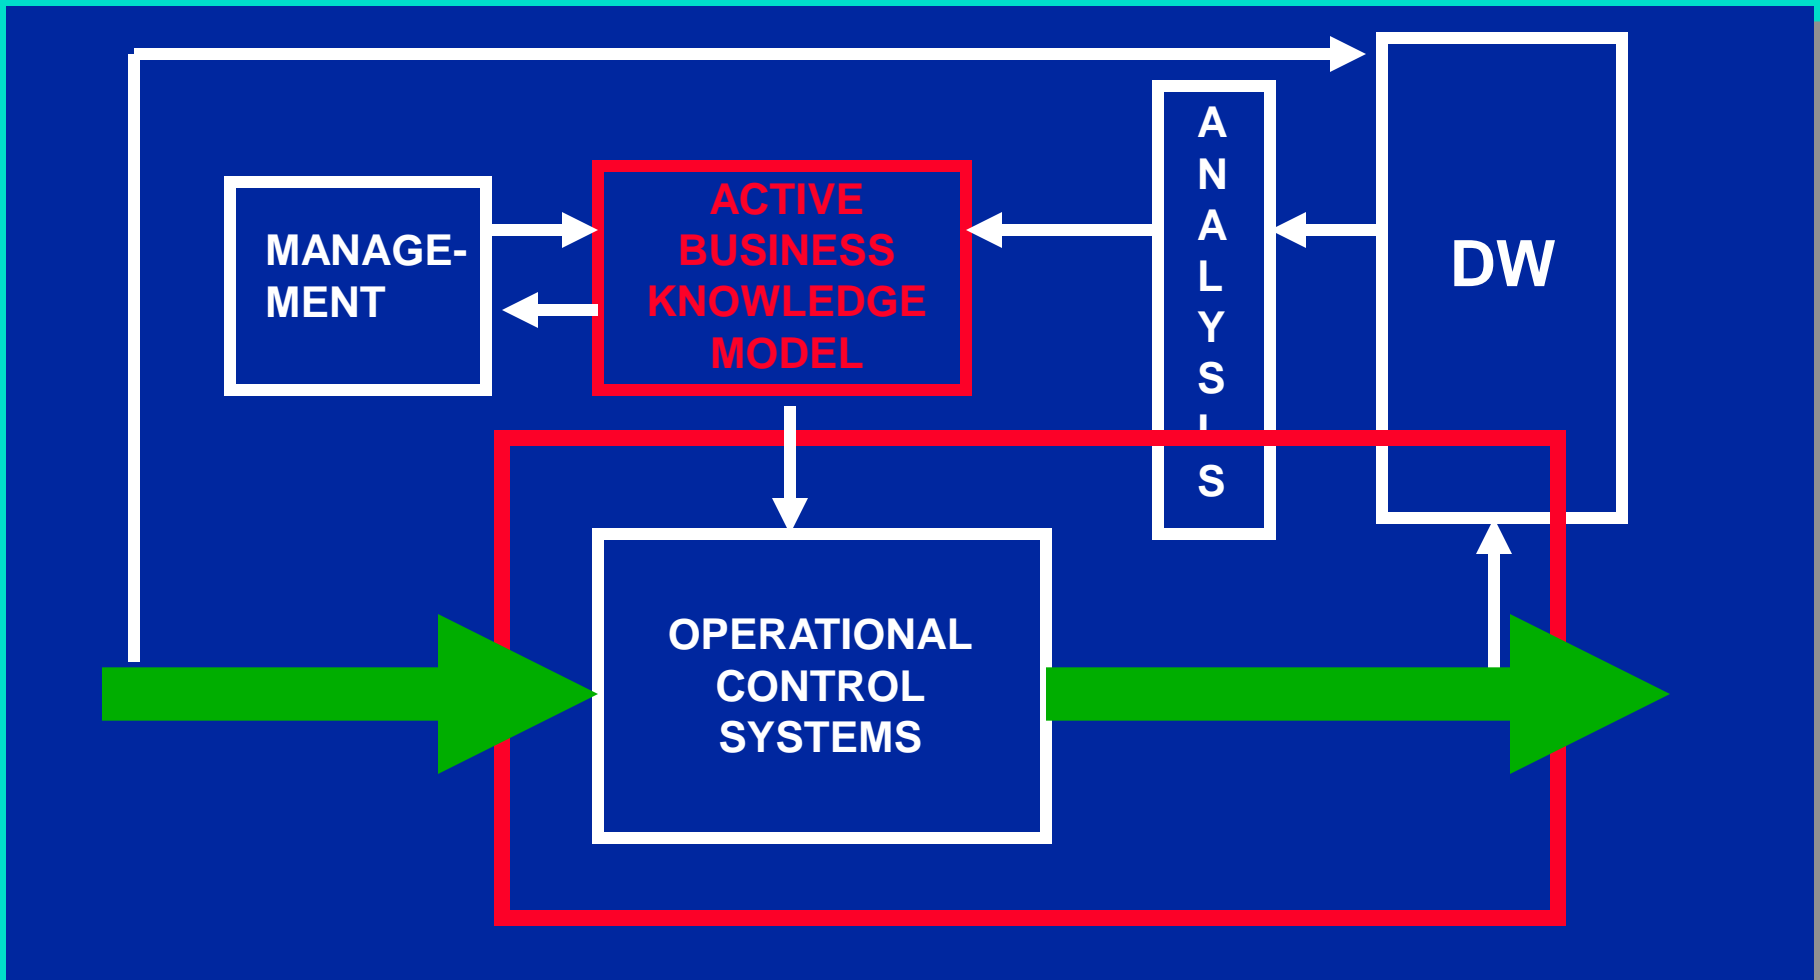 MANAGE-
MENT
ACTIVE
BUSINESS
KNOWLEDGE
MODEL
A
N
A
L
Y
S
I
S
DW
OPERATIONAL
CONTROL
SYSTEMS